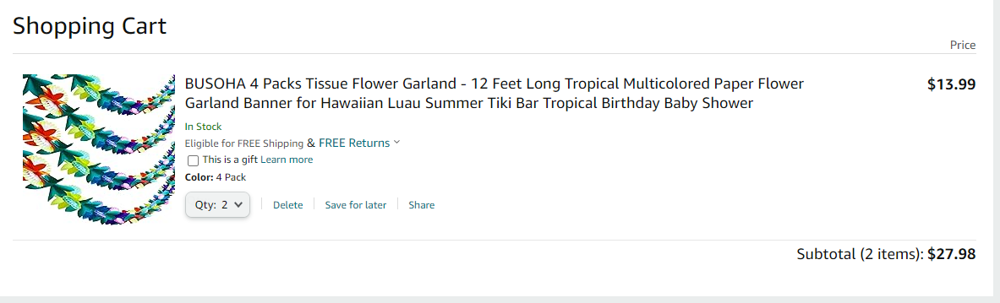 Shopping Cart
Price
BUSOHA 4 Packs Tissue Flower Garland - 12 Feet Long Tropical Multicolored Paper Flower
Garland Banner for Hawaiian Luau Summer Tiki Bar Tropical Birthday Baby Shower
$13.99
In Stock
Eligible for FREE Shipping & FREE Returns
This is a gift Learn more
Color: 4 Pack
Qty: 2
Delete
Save for later
Share
Subtotal (2 items): $27.98